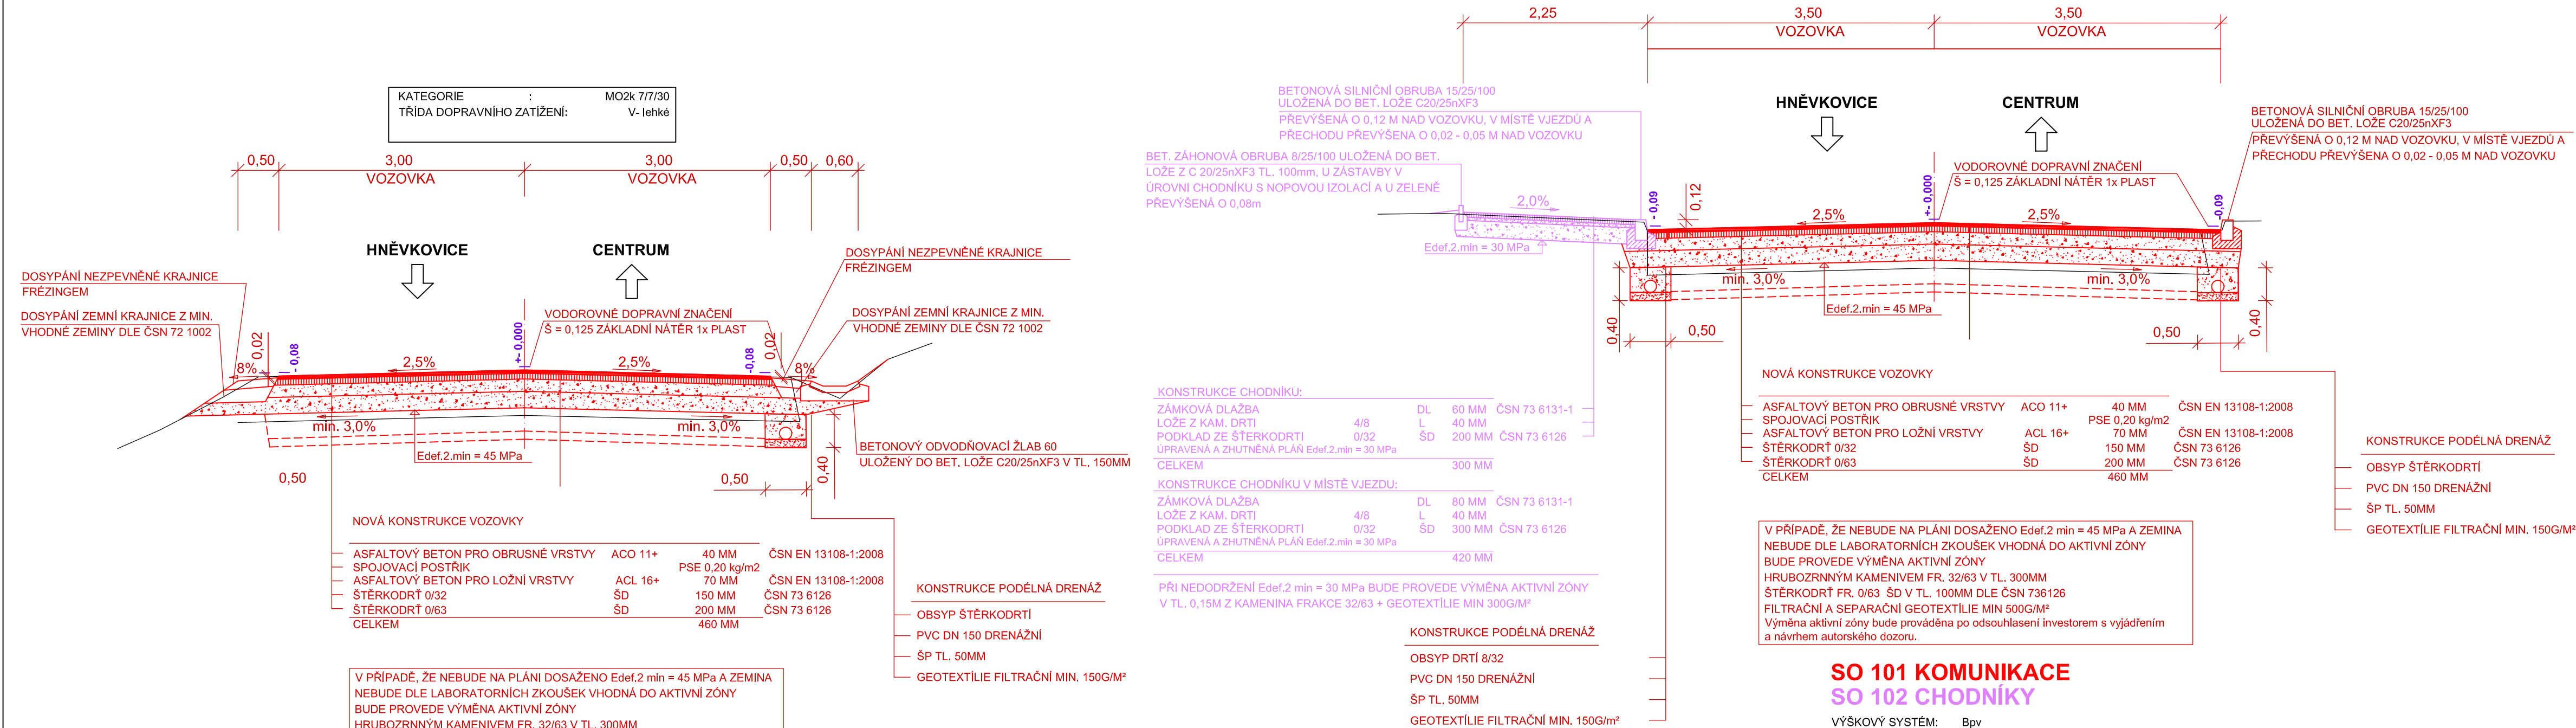 KATEGORIE : MO2k 7/7/30
TŘÍDA DOPRAVNÍHO ZATÍŽENÍ: V- lehké
0,50 3,00 3,00 0,50 0,60
VOZOVKA VOZOVKA
HNĚVKOVICE CENTRUM
DOSYPÁNÍ NEZPEVNĚNÉ KRAJNICE
FRÉZINGEM
DOSYPÁNÍ ZEMNÍ KRAJNICE Z MIN.
VHODNÉ ZEMINY DLE ČSN 72 1002
VODOROVNÉ DOPRAVNÍ ZNAČENÍ
Š = 0,125 ZÁKLADNÍ NÁTĚR 1x PLAST
DOSYPÁNÍ NEZPEVNĚNÉ KRAJNICE
FRÉZINGEM
DOSYPÁNÍ ZEMNÍ KRAJNICE Z MIN.
VHODNÉ ZEMINY DLE ČSN 72 1002
0,02 - 0,08 +- 0,000 -0,08 0,02
8% 2,5% 2,5% 8%
min. 3,0% min. 3,0%
Edef.2.min = 45 MPa
0,50 0,50 0,40
BETONOVÝ ODVODŇOVACÍ ŽLAB 60
ULOŽENÝ DO BET. LOŽE C20/25nXF3 V TL. 150MM
NOVÁ KONSTRUKCE VOZOVKY
ASFALTOVÝ BETON PRO OBRUSNÉ VRSTVY ACO 11+ 40 MM ČSN EN 13108-1:2008
SPOJOVACÍ POSTŘIK PSE 0,20 kg/m2
ASFALTOVÝ BETON PRO LOŽNÍ VRSTVY ACL 16+ 70 MM ČSN EN 13108-1:2008
ŠTĚRKODRŤ 0/32 ŠD 150 MM ČSN 73 6126
ŠTĚRKODRŤ 0/63 ŠD 200 MM ČSN 73 6126
CELKEM 460 MM
KONSTRUKCE PODÉLNÁ DRENÁŽ
OBSYP ŠTĚRKODRTÍ
PVC DN 150 DRENÁŽNÍ
ŠP TL. 50MM
GEOTEXTÍLIE FILTRAČNÍ MIN. 150G/M²
V PŘÍPADĚ, ŽE NEBUDE NA PLÁNI DOSAŽENO Edef.2 min = 45 MPa A ZEMINA
NEBUDE DLE LABORATORNÍCH ZKOUŠEK VHODNÁ DO AKTIVNÍ ZÓNY
BUDE PROVEDE VÝMĚNA AKTIVNÍ ZÓNY
HRUBOZRNNÝM KAMENIVEM FR. 32/63 V TL. 300MM
2,25 3,50 3,50
VOZOVKA VOZOVKA
BETONOVÁ SILNIČNÍ OBRUBA 15/25/100
ULOŽENÁ DO BET. LOŽE C20/25nXF3
PŘEVÝŠENÁ O 0,12 M NAD VOZOVKU, V MÍSTĚ VJEZDŮ A
PŘECHODU PŘEVÝŠENA O 0,02 - 0,05 M NAD VOZOVKU
BET. ZÁHONOVÁ OBRUBA 8/25/100 ULOŽENÁ DO BET.
LOŽE Z C 20/25nXF3 TL. 100mm, U ZÁSTAVBY V
ÚROVNI CHODNÍKU S NOPOVOU IZOLACÍ A U ZELENĚ
PŘEVÝŠENÁ O 0,08m
HNĚVKOVICE CENTRUM
BETONOVÁ SILNIČNÍ OBRUBA 15/25/100
ULOŽENÁ DO BET. LOŽE C20/25nXF3
PŘEVÝŠENÁ O 0,12 M NAD VOZOVKU, V MÍSTĚ VJEZDŮ A
PŘECHODU PŘEVÝŠENA O 0,02 - 0,05 M NAD VOZOVKU
VODOROVNÉ DOPRAVNÍ ZNAČENÍ
Š = 0,125 ZÁKLADNÍ NÁTĚR 1x PLAST
- 0,09 0,12 +- 0,000 -0,09
2,0% 2,5% 2,5%
Edef.2.min = 30 MPa
min. 3,0% min. 3,0%
Edef.2.min = 45 MPa
0,40 0,50 0,50 0,40
KONSTRUKCE CHODNÍKU:
ZÁMKOVÁ DLAŽBA DL 60 MM ČSN 73 6131-1
LOŽE Z KAM. DRTI 4/8 L 40 MM
PODKLAD ZE ŠŤERKODRTI 0/32 ŠD 200 MM ČSN 73 6126
ÚPRAVENÁ A ZHUTNĚNÁ PLÁŇ Edef.2.min = 30 MPa
CELKEM 300 MM
KONSTRUKCE CHODNÍKU V MÍSTĚ VJEZDU:
ZÁMKOVÁ DLAŽBA DL 80 MM ČSN 73 6131-1
LOŽE Z KAM. DRTI 4/8 L 40 MM
PODKLAD ZE ŠŤERKODRTI 0/32 ŠD 300 MM ČSN 73 6126
ÚPRAVENÁ A ZHUTNĚNÁ PLÁŇ Edef.2.min = 30 MPa
CELKEM 420 MM
PŘI NEDODRŽENÍ Edef.2 min = 30 MPa BUDE PROVEDE VÝMĚNA AKTIVNÍ ZÓNY
V TL. 0,15M Z KAMENINA FRAKCE 32/63 + GEOTEXTÍLIE MIN 300G/M²
KONSTRUKCE PODÉLNÁ DRENÁŽ
OBSYP DRTÍ 8/32
PVC DN 150 DRENÁŽNÍ
ŠP TL. 50MM
GEOTEXTÍLIE FILTRAČNÍ MIN. 150G/m²
NOVÁ KONSTRUKCE VOZOVKY
ASFALTOVÝ BETON PRO OBRUSNÉ VRSTVY ACO 11+ 40 MM ČSN EN 13108-1:2008
SPOJOVACÍ POSTŘIK PSE 0,20 kg/m2
ASFALTOVÝ BETON PRO LOŽNÍ VRSTVY ACL 16+ 70 MM ČSN EN 13108-1:2008
ŠTĚRKODRŤ 0/32 ŠD 150 MM ČSN 73 6126
ŠTĚRKODRŤ 0/63 ŠD 200 MM ČSN 73 6126
CELKEM 460 MM
KONSTRUKCE PODÉLNÁ DRENÁŽ
OBSYP ŠTĚRKODRTÍ
PVC DN 150 DRENÁŽNÍ
ŠP TL. 50MM
GEOTEXTÍLIE FILTRAČNÍ MIN. 150G/M²
V PŘÍPADĚ, ŽE NEBUDE NA PLÁNI DOSAŽENO Edef.2 min = 45 MPa A ZEMINA
NEBUDE DLE LABORATORNÍCH ZKOUŠEK VHODNÁ DO AKTIVNÍ ZÓNY
BUDE PROVEDE VÝMĚNA AKTIVNÍ ZÓNY
HRUBOZRNNÝM KAMENIVEM FR. 32/63 V TL. 300MM
ŠTĚRKODRŤ FR. 0/63 ŠD V TL. 100MM DLE ČSN 736126
FILTRAČNÍ A SEPARAČNÍ GEOTEXTÍLIE MIN 500G/M²
Výměna aktivní zóny bude prováděna po odsouhlasení investorem s vyjádřením
a návrhem autorského dozoru.
SO 101 KOMUNIKACE
SO 102 CHODNÍKY
VÝŠKOVÝ SYSTÉM: Bpv